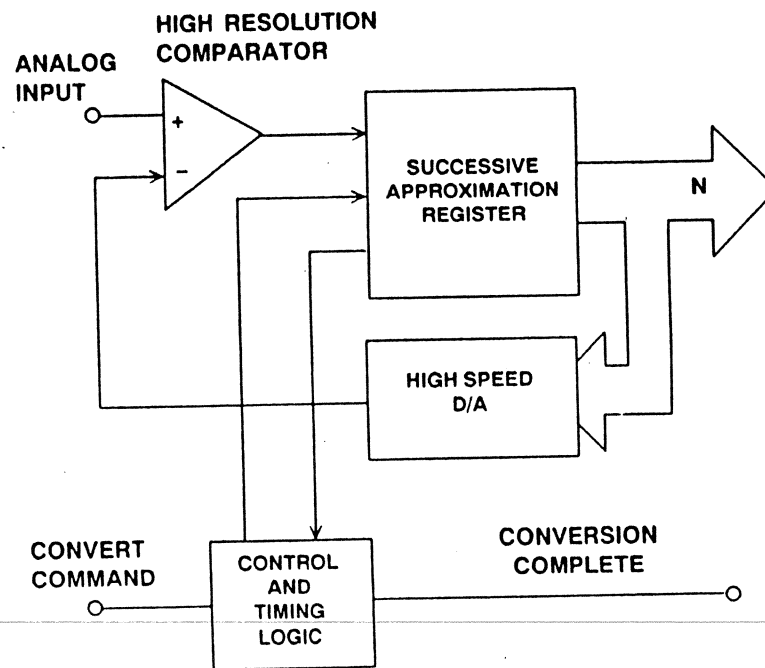 HIGH RESOLUTION
COMPARATOR
ANALOG
INPUT
+
−
SUCCESSIVE
APPROXIMATION
REGISTER
N
HIGH SPEED
D/A
CONVERT
COMMAND
CONTROL
AND
TIMING
LOGIC
CONVERSION
COMPLETE